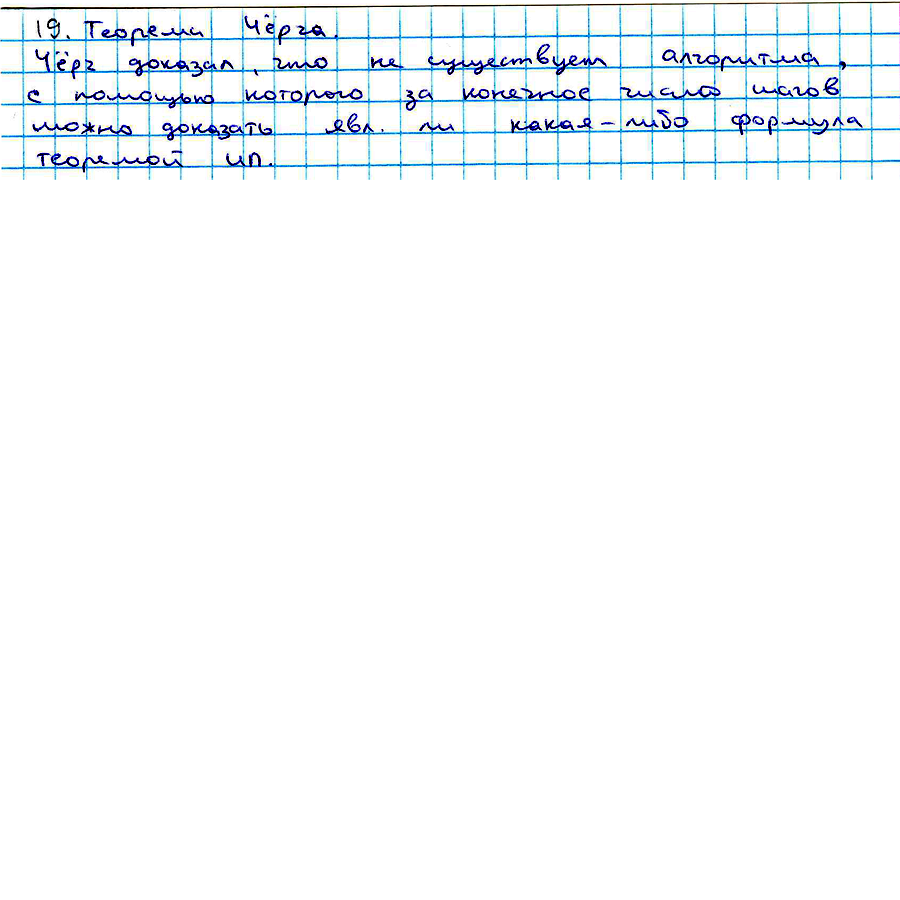 19. Теорема Чёрча.
Чёрч доказал, что не существует алгоритма,
с помощью которого за конечное число шагов
можно доказать явл. ли какая-либо формула
теоремой ИП.